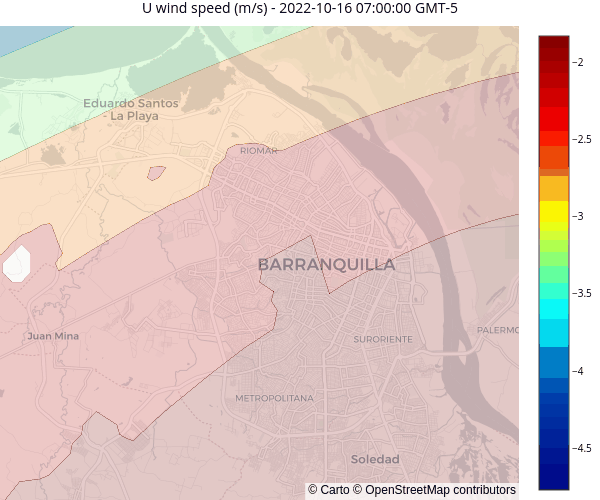 U wind speed (m/s) - 2022-10-16 07:00:00 GMT-5
Eduardo Santos
- La Playa
RIOMAR
BARRANQUILLA
Juan Mina
SURORIENTE
PALERMO
METROPOLITANA
Soledad
© Carto © OpenStreetMap contributors
−2
−2.5
−3
−3.5
−4
−4.5